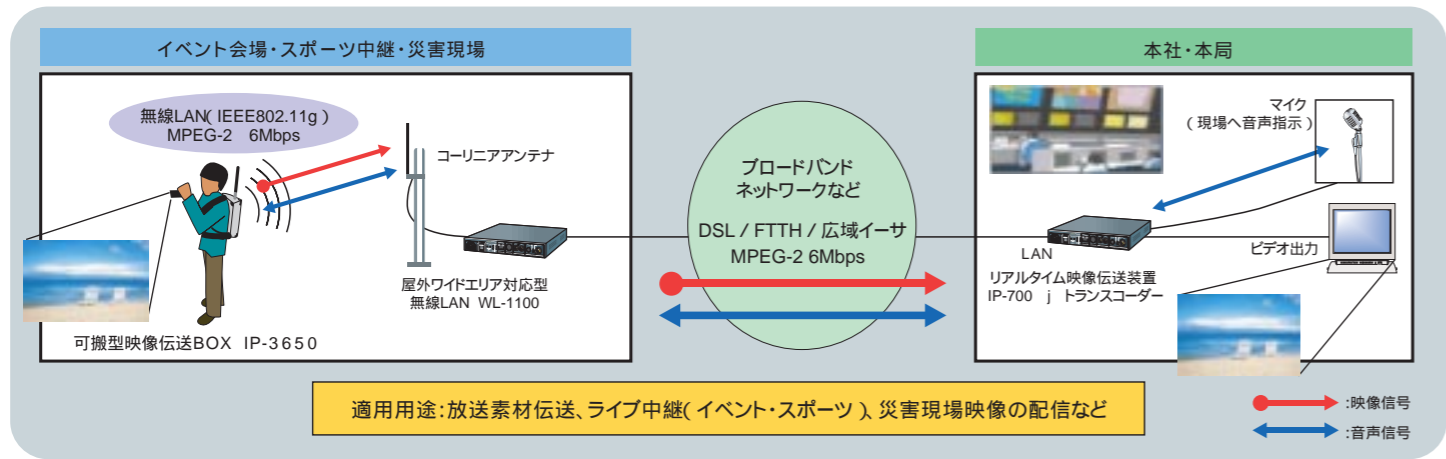 イベント会場・スポーツ中継・災害現場
無線LAN(IEEE802.11g)
MPEG-2 6Mbps
コーリニアアンテナ
屋外ワイドエリア対応型
無線LAN WL-1100
可搬型映像伝送BOX IP-3650
ブロードバンド
ネットワークなど
DSL / FTTH / 広域イーサ
MPEG-2 6Mbps
本社・本局
マイク
(現場へ音声指示)
LAN
リアルタイム映像伝送装置
IP-700 j トランスコーダー
ビデオ出力
適用用途:放送素材伝送、ライブ中継(イベント・スポーツ)、災害現場映像の配信など
:映像信号
:音声信号